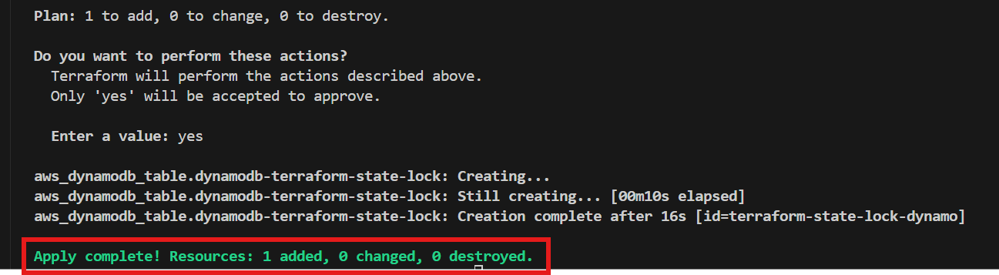 Plan: 1 to add, 0 to change, 0 to destroy.
Do you want to perform these actions?
Terraform will perform the actions described above.
Only 'yes' will be accepted to approve.
Enter a value: yes
aws_dynamodb_table.dynamodb-terraform-state-lock: Creating...
aws_dynamodb_table.dynamodb-terraform-state-lock: Still creating... [00m10s elapsed]
aws_dynamodb_table.dynamodb-terraform-state-lock: Creation complete after 16s [id=terraform-state-lock-dynamo]
Apply complete! Resources: 1 added, 0 changed, 0 destroyed.